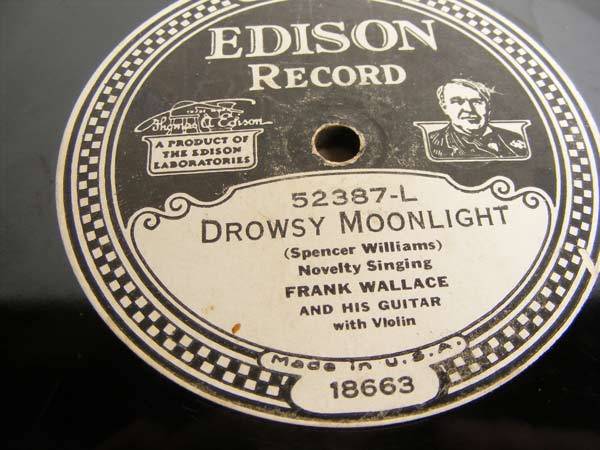 EDISON
RECORD
Thomas A Edison
A PRODUCT OF
THE EDISON
LABORATORIES
52387-L
DROWSY MOONLIGHT
(Spencer Williams)
Novelty Singing
FRANK WALLACE
AND HIS GUITAR
with Violin
Made in U.S.A.
18663